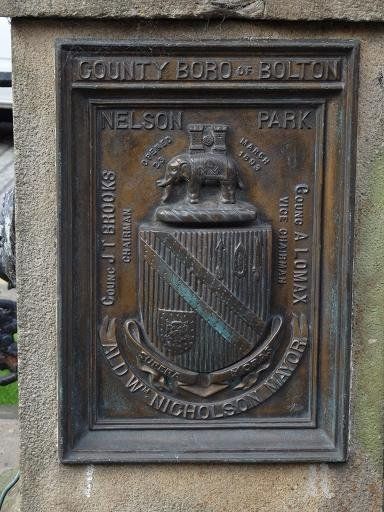 COUNTY BORO OF BOLTON
NELSON PARK
OPENED MARCH
COUNC J T BROOKS
CHAIRMAN
COUNC A LOMAX
VICE CHAIRMAN
ALD WM NICHOLSON MAYOR